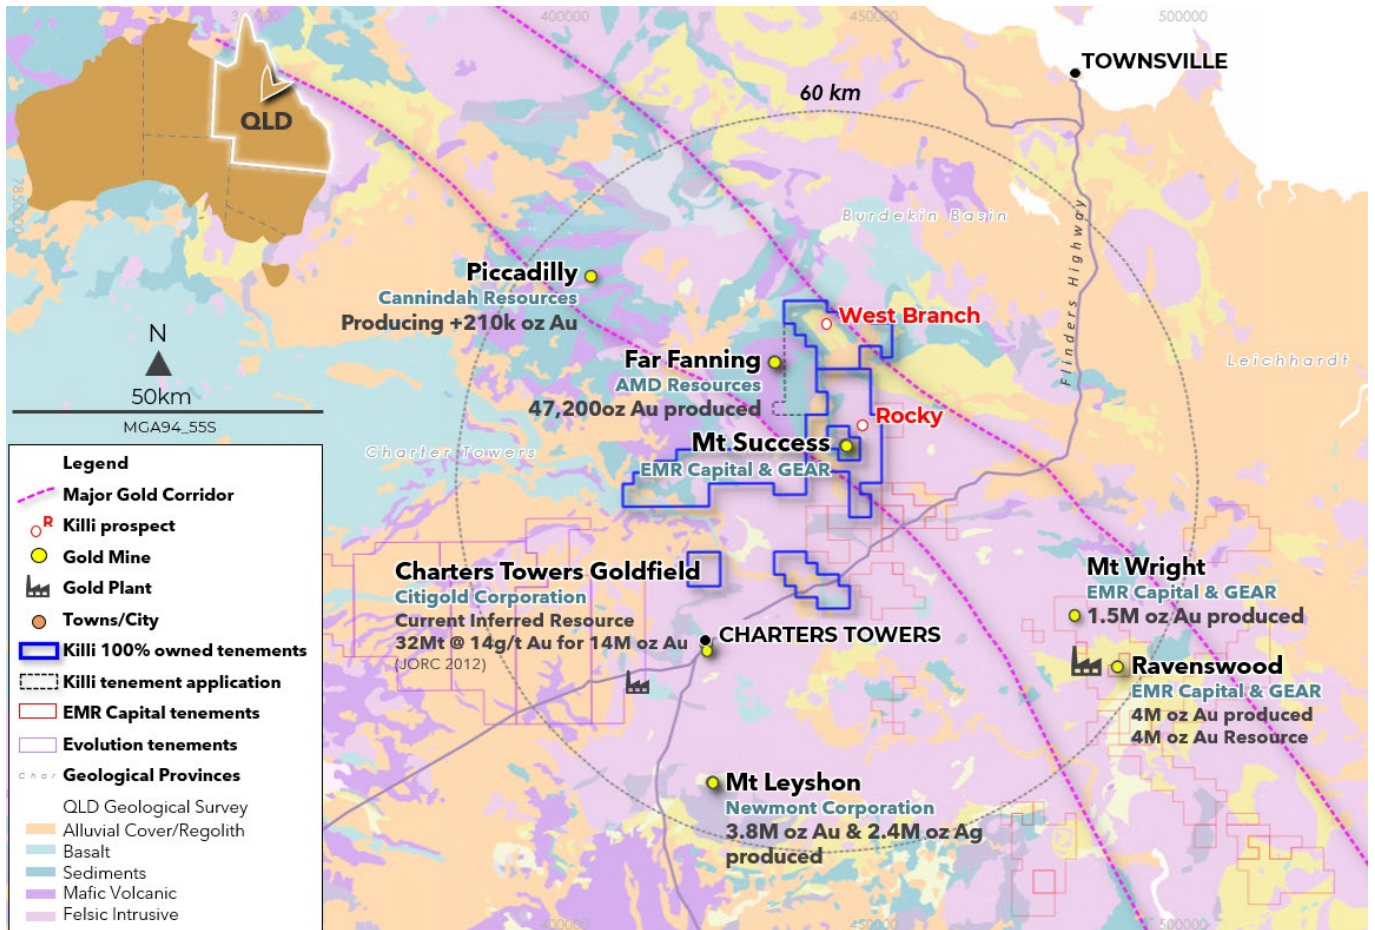 400000
450000
500000
TOWNSVILLE
60 km
QLD
Burdekin Basin
Flinders Highway
Piccadilly
Cannindah Resources
Producing +210k oz Au
West Branch
N
50km
MGA94_55S
Far Fanning
AMD Resources
47,200oz Au produced
Leichhardt
Rocky
Charter Towers
Mt Success
EMR Capital & GEAR
Charters Towers Goldfield
Citigold Corporation
Current Inferred Resource
32Mt @ 14g/t Au for 14M oz Au
(JORC 2012)
CHARTERS TOWERS
Mt Wright
EMR Capital & GEAR
1.5M oz Au produced
Ravenswood
EMR Capital & GEAR
4M oz Au produced
4M oz Au Resource
Mt Leyshon
Newmont Corporation
3.8M oz Au & 2.4M oz Ag
produced
Legend
Major Gold Corridor
R
Killi prospect
Gold Mine
Gold Plant
Towns/City
Killi 100% owned tenements
Killi tenement application
EMR Capital tenements
Evolution tenements
Char
Geological Provinces
QLD Geological Survey
Alluvial Cover/Regolith
Basalt
Sediments
Mafic Volcanic
Felsic Intrusive
400000
450000
500000